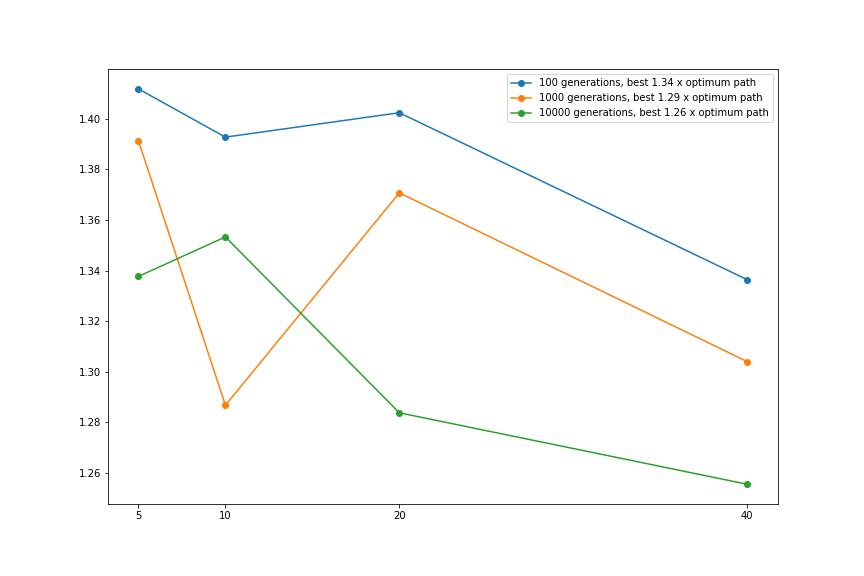 100 generations, best 1.34 x optimum path
1000 generations, best 1.29 x optimum path
10000 generations, best 1.26 x optimum path
1.40
1.38
1.36
1.34
1.32
1.30
1.28
1.26
5 10 20 40